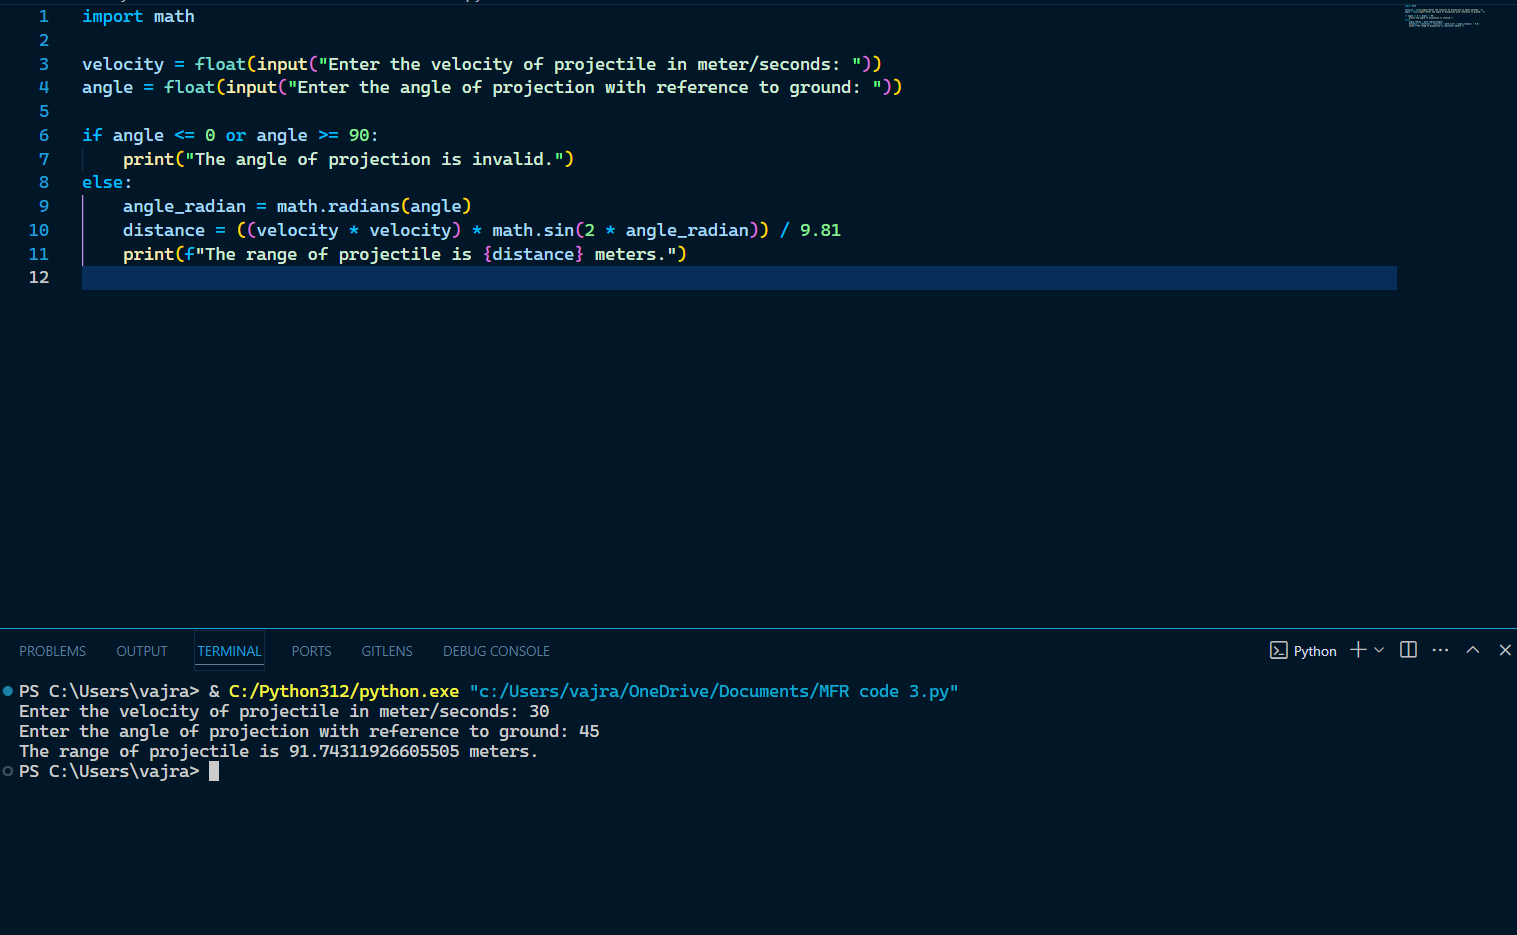 1 import math
2
3 velocity = float(input("Enter the velocity of projectile in meter/seconds: "))
4 angle = float(input("Enter the angle of projection with reference to ground: "))
5
6 if angle <= 0 or angle >= 90:
7     print("The angle of projection is invalid.")
8 else:
9     angle_radian = math.radians(angle)
10     distance = ((velocity * velocity) * math.sin(2 * angle_radian)) / 9.81
11     print(f"The range of projectile is {distance} meters.")
12
PROBLEMS OUTPUT TERMINAL PORTS GITLENS DEBUG CONSOLE Python
PS C:\Users\vajra> & C:/Python312/python.exe "c:/Users/vajra/OneDrive/Documents/MFR code 3.py"
Enter the velocity of projectile in meter/seconds: 30
Enter the angle of projection with reference to ground: 45
The range of projectile is 91.74311926605505 meters.
PS C:\Users\vajra>